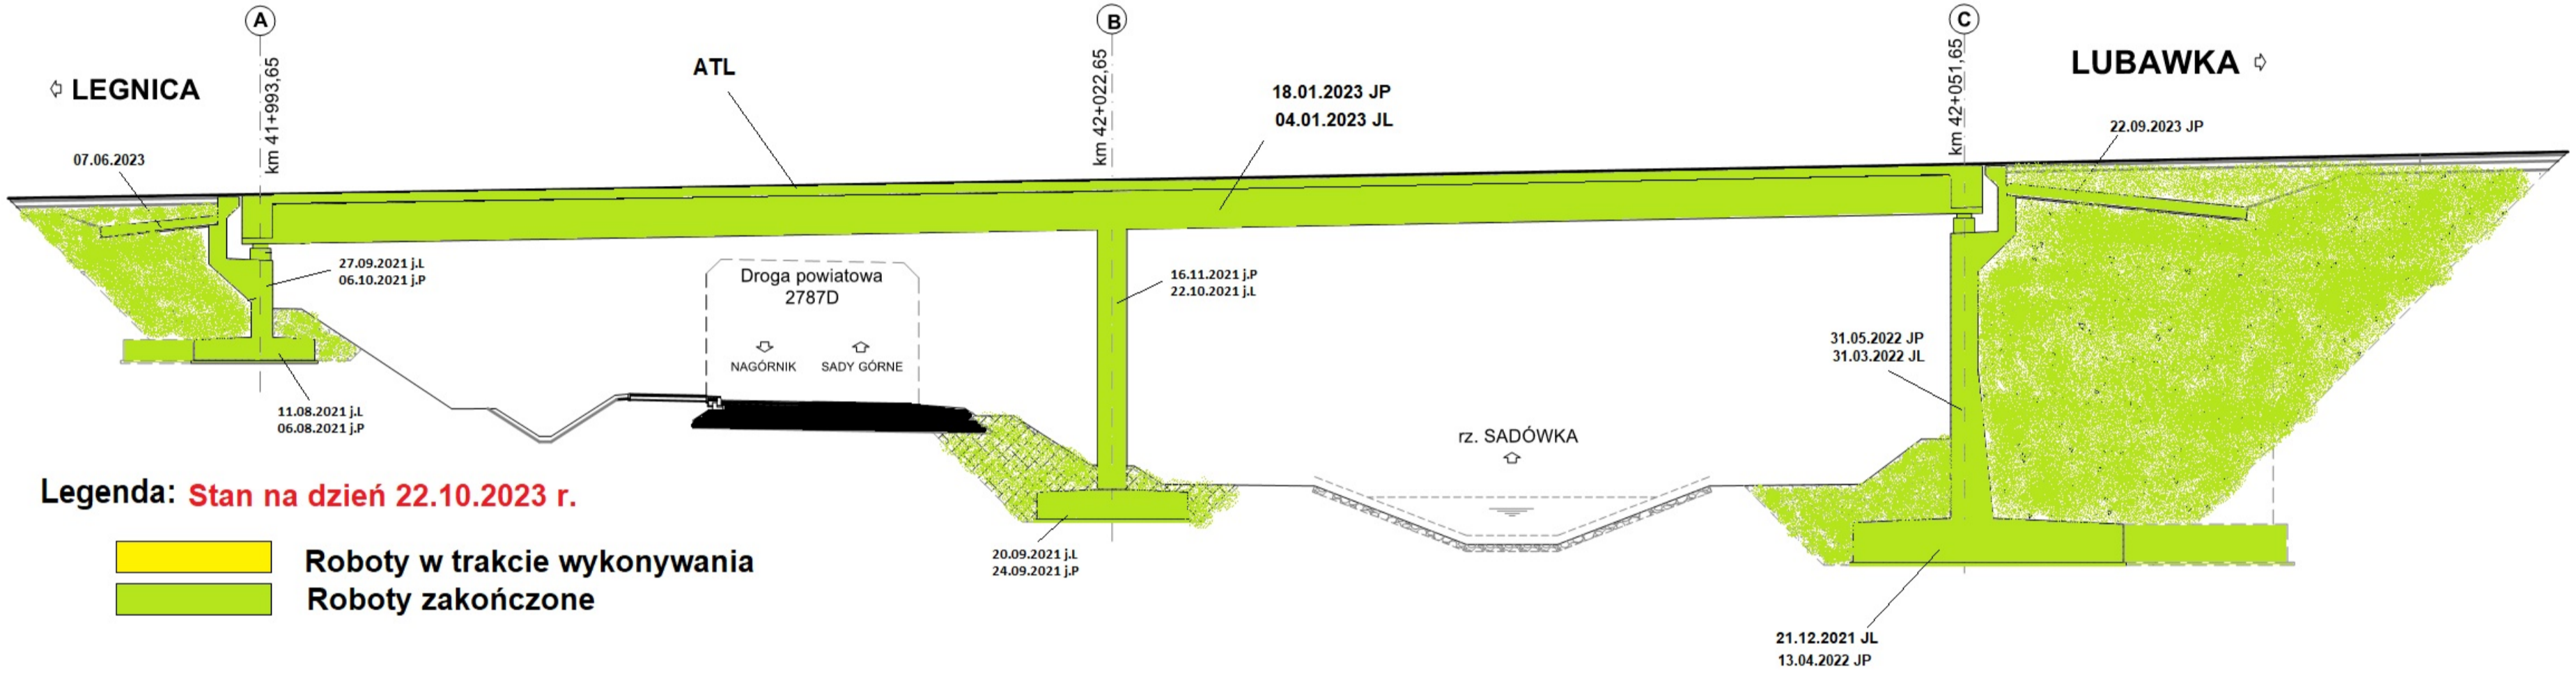 A
B
C
km 41+993,65
km 42+022,65
km 42+051,65
LEGNICA
ATL
LUBAWKA
18.01.2023 JP
04.01.2023 JL
22.09.2023 JP
07.06.2023
27.09.2021 j.L
06.10.2021 j.P
Droga powiatowa
2787D
NAGÓRNIK
SADY GÓRNE
16.11.2021 j.P
22.10.2021 j.L
31.05.2022 JP
31.03.2022 JL
11.08.2021 j.L
06.08.2021 j.P
rz. SADÓWKA
Legenda: Stan na dzień 22.10.2023 r.
Roboty w trakcie wykonywania
Roboty zakończone
20.09.2021 j.L
24.09.2021 j.P
21.12.2021 JL
13.04.2022 JP